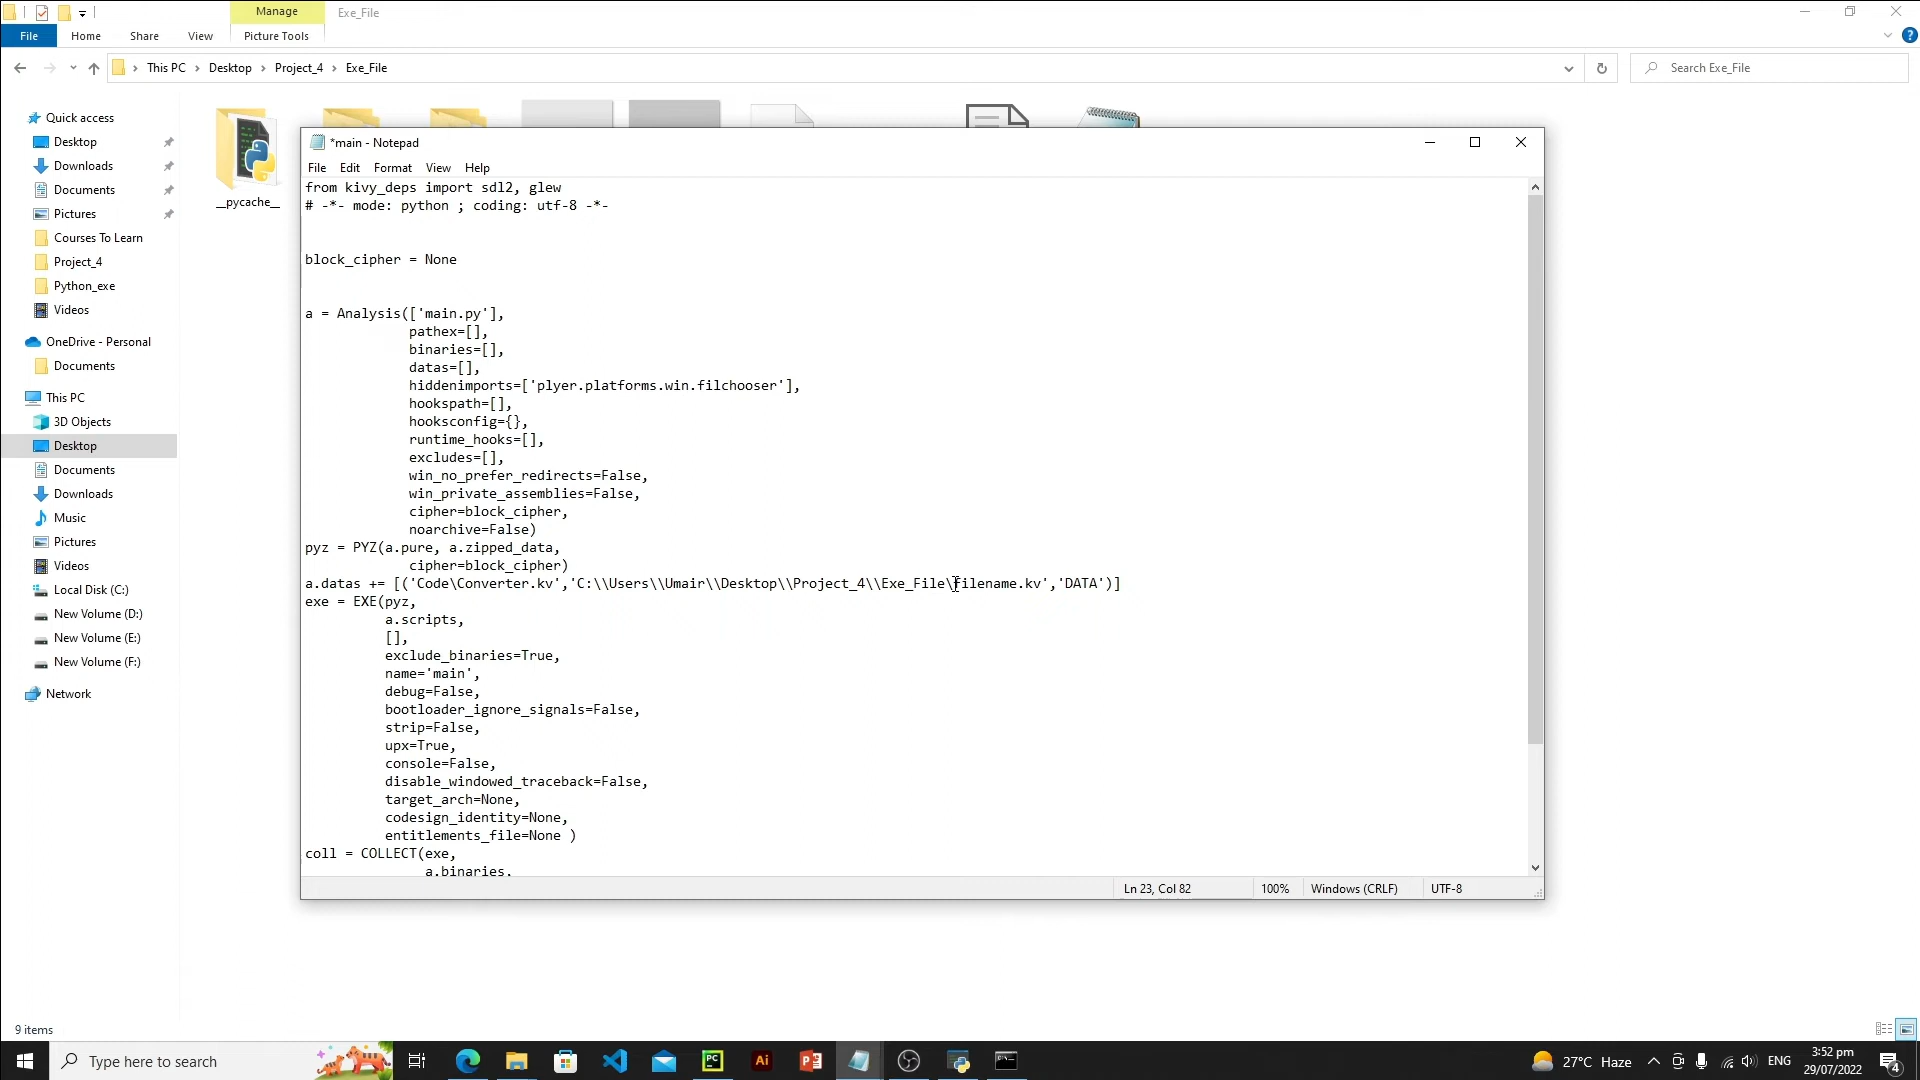 Manage
Exe_File
File
Home
Share
View
Picture Tools
This PC
Desktop
Project_4
Exe_File
Search Exe_File
Quick access
Desktop
Downloads
Documents
Pictures
Courses To Learn
Project_4
Python_exe
Videos
OneDrive - Personal
Documents
This PC
3D Objects
Desktop
Documents
Downloads
Music
Pictures
Videos
Local Disk (C:)
New Volume (D:)
New Volume (E:)
New Volume (F:)
Network
__pycache__
*main - Notepad
File Edit Format View Help
from kivy_deps import sdl2, glew
# -*- mode: python ; coding: utf-8 -*-
block_cipher = None
a = Analysis(['main.py'],
pathex=[],
binaries=[],
datas=[],
hiddenimports=['plyer.platforms.win.filchooser'],
hookspath=[],
hooksconfig={},
runtime_hooks=[],
excludes=[],
win_no_prefer_redirects=False,
win_private_assemblies=False,
cipher=block_cipher,
noarchive=False)
pyz = PYZ(a.pure, a.zipped_data,
cipher=block_cipher)
a.datas += [('Code\Converter.kv','C:\\Users\\Umair\\Desktop\\Project_4\\Exe_File\filename.kv','DATA')]
exe = EXE(pyz,
a.scripts,
[],
exclude_binaries=True,
name='main',
debug=False,
bootloader_ignore_signals=False,
strip=False,
upx=True,
console=False,
disable_windowed_traceback=False,
target_arch=None,
codesign_identity=None,
entitlements_file=None )
coll = COLLECT(exe,
a.binaries,
Ln 23, Col 82
100%
Windows (CRLF)
UTF-8
9 items
Type here to search
PC
Ai
P
27°C Haze
ENG
3:52 pm
29/07/2022
4